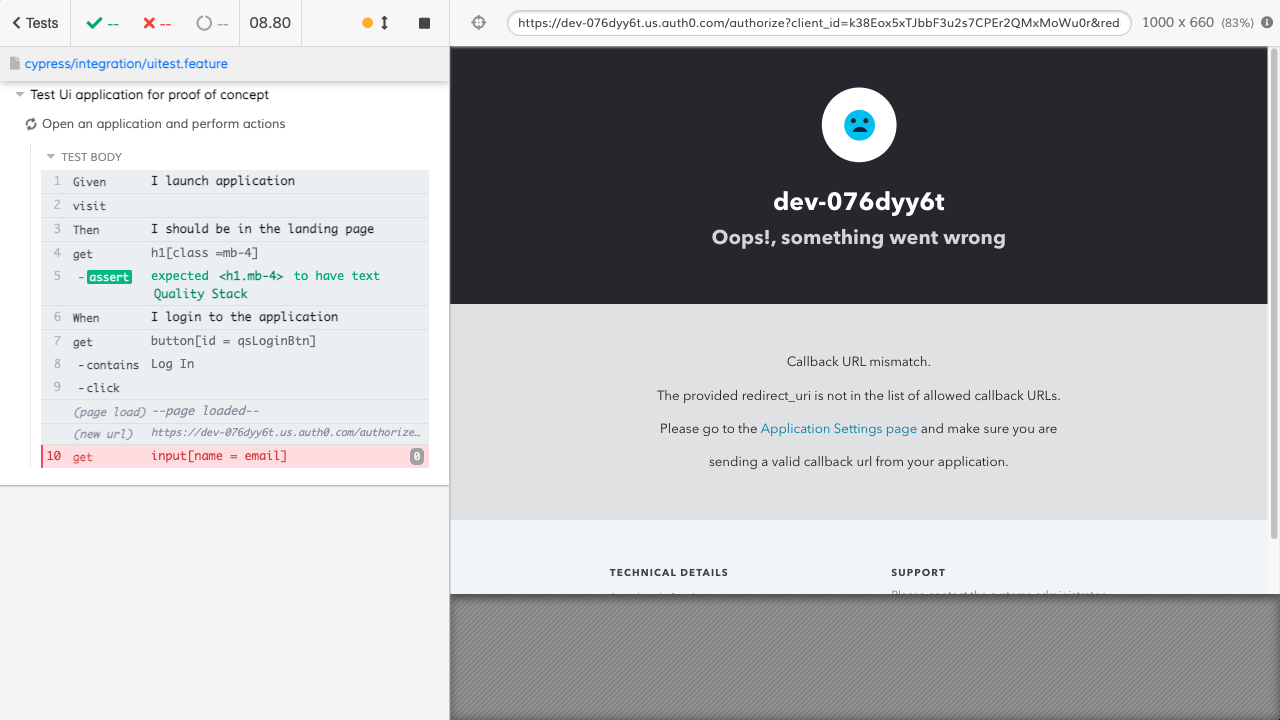 Tests
--
--
--
08.80
https://dev-076dyy6t.us.auth0.com/authorize?client_id=k38Eox5xTJbbF3u2s7CPEr2QMxMoWu0r&red
1000 x 660 (83%)
cypress/integration/uitest.feature
Test Ui application for proof of concept
Open an application and perform actions
TEST BODY
1 Given I launch application
2 visit
3 Then I should be in the landing page
4 get h1[class =mb-4]
5 -assert expected <h1.mb-4> to have text
Quality Stack
6 When I login to the application
7 get button[id = qsLoginBtn]
8 -contains Log In
9 -click
(page load) --page loaded--
(new url) https://dev-076dyy6t.us.auth0.com/authorize…
10 get input[name = email] 0
dev-076dyy6t
Oops!, something went wrong
Callback URL mismatch.
The provided redirect_uri is not in the list of allowed callback URLs.
Please go to the Application Settings page and make sure you are
sending a valid callback url from your application.
TECHNICAL DETAILS
SUPPORT
Please contact the systems administrator